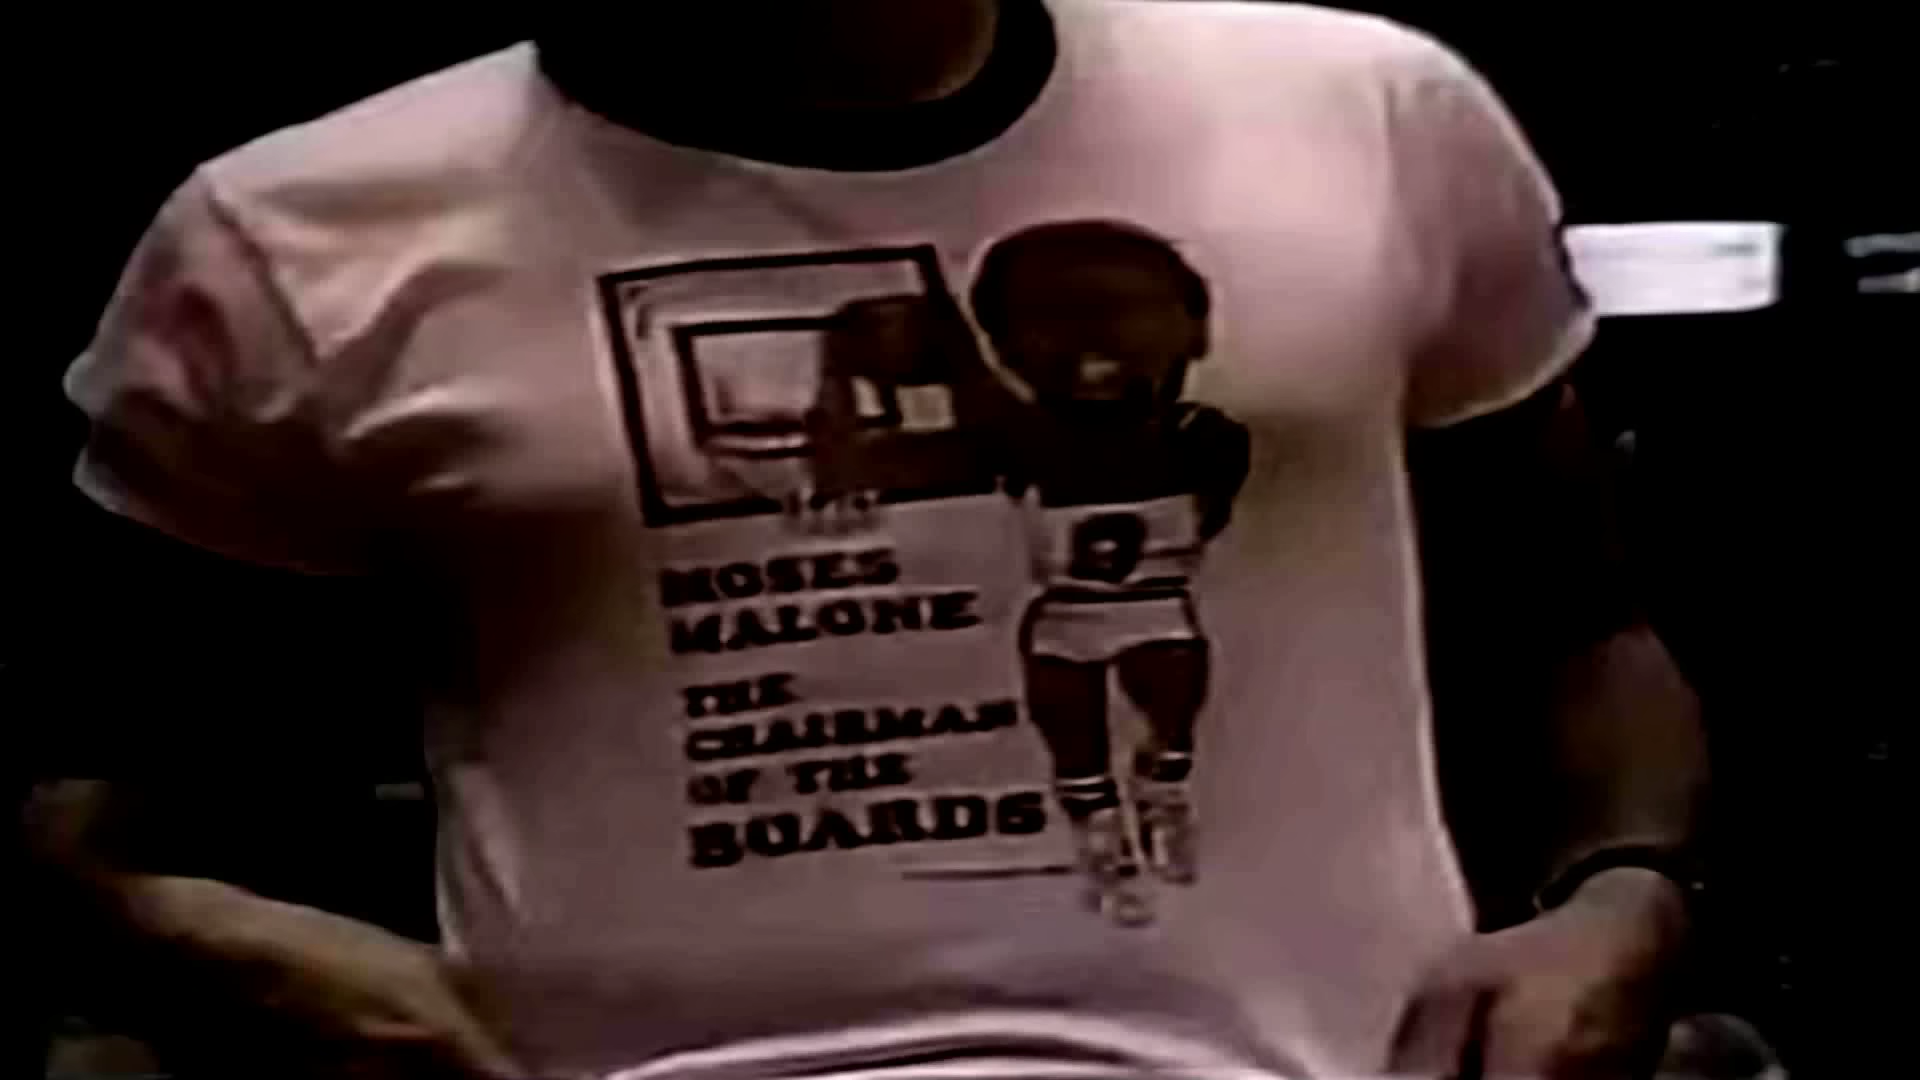 MOSES
MALONE
THE
CHAIRMAN
OF THE
BOARDS